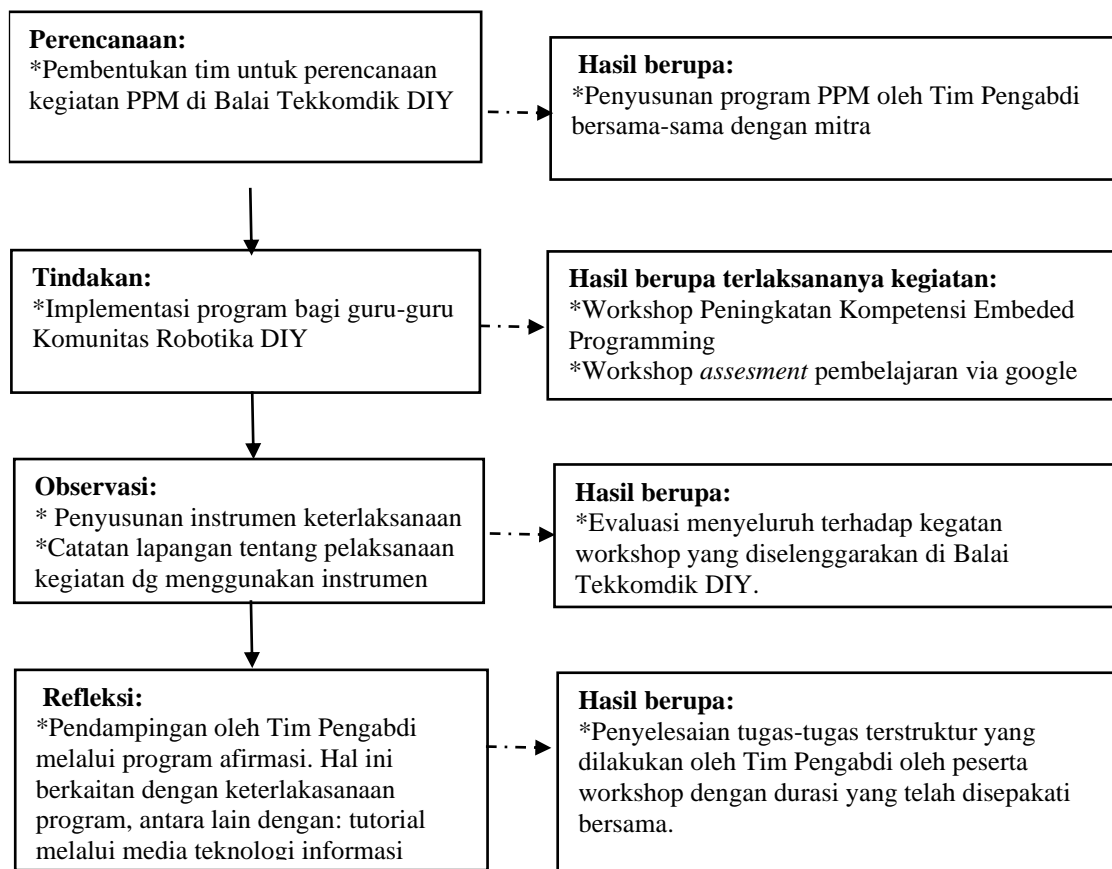 Perencanaan:
*Pembentukan tim untuk perencanaan
kegiatan PPM di Balai Tekkomdik DIY
Hasil berupa:
*Penyusunan program PPM oleh Tim Pengabdi
bersama-sama dengan mitra
Tindakan:
*Implementasi program bagi guru-guru
Komunitas Robotika DIY
Hasil berupa terlaksananya kegiatan:
*Workshop Peningkatan Kompetensi Embeded
Programming
*Workshop assesment pembelajaran via google
Observasi:
* Penyusunan instrumen keterlaksanaan
*Catatan lapangan tentang pelaksanaan
kegiatan dg menggunakan instrumen
Hasil berupa:
*Evaluasi menyeluruh terhadap kegatan
workshop yang diselenggarakan di Balai
Tekkomdik DIY.
Refleksi:
*Pendampingan oleh Tim Pengabdi
melalui program afirmasi. Hal ini
berkaitan dengan keterlakasanaan
program, antara lain dengan: tutorial
melalui media teknologi informasi
Hasil berupa:
*Penyelesaian tugas-tugas terstruktur yang
dilakukan oleh Tim Pengabdi oleh peserta
workshop dengan durasi yang telah disepakati
bersama.